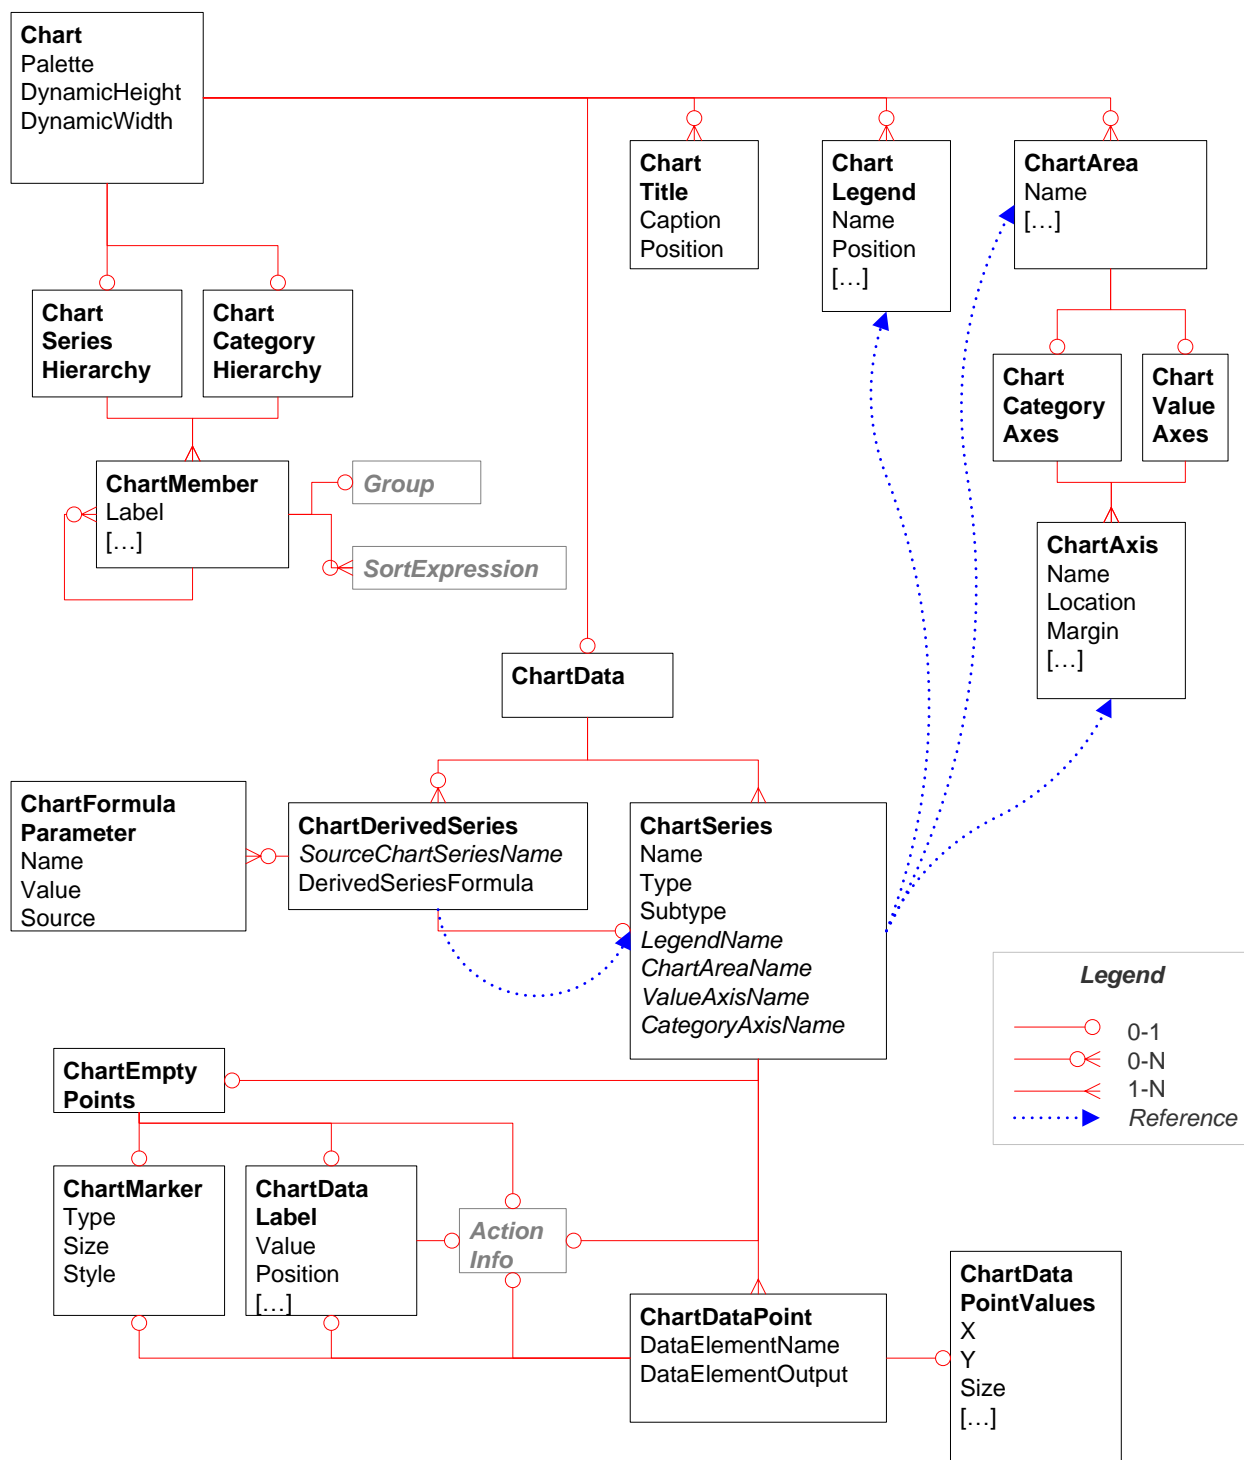 Chart
Palette
DynamicHeight
DynamicWidth
Chart
Title
Caption
Position
Chart
Legend
Name
Position
[…]
ChartArea
Name
[…]
Chart
Series
Hierarchy
Chart
Category
Hierarchy
Chart
Category
Axes
Chart
Value
Axes
ChartMember
Label
[…]
Group
SortExpression
ChartAxis
Name
Location
Margin
[…]
ChartData
ChartFormula
Parameter
Name
Value
Source
ChartDerivedSeries
SourceChartSeriesName
DerivedSeriesFormula
ChartSeries
Name
Type
Subtype
LegendName
ChartAreaName
ValueAxisName
CategoryAxisName
Legend
0-1
0-N
1-N
Reference
ChartEmpty
Points
ChartMarker
Type
Size
Style
ChartData
Label
Value
Position
[…]
Action
Info
ChartDataPoint
DataElementName
DataElementOutput
ChartData
PointValues
X
Y
Size
[…]